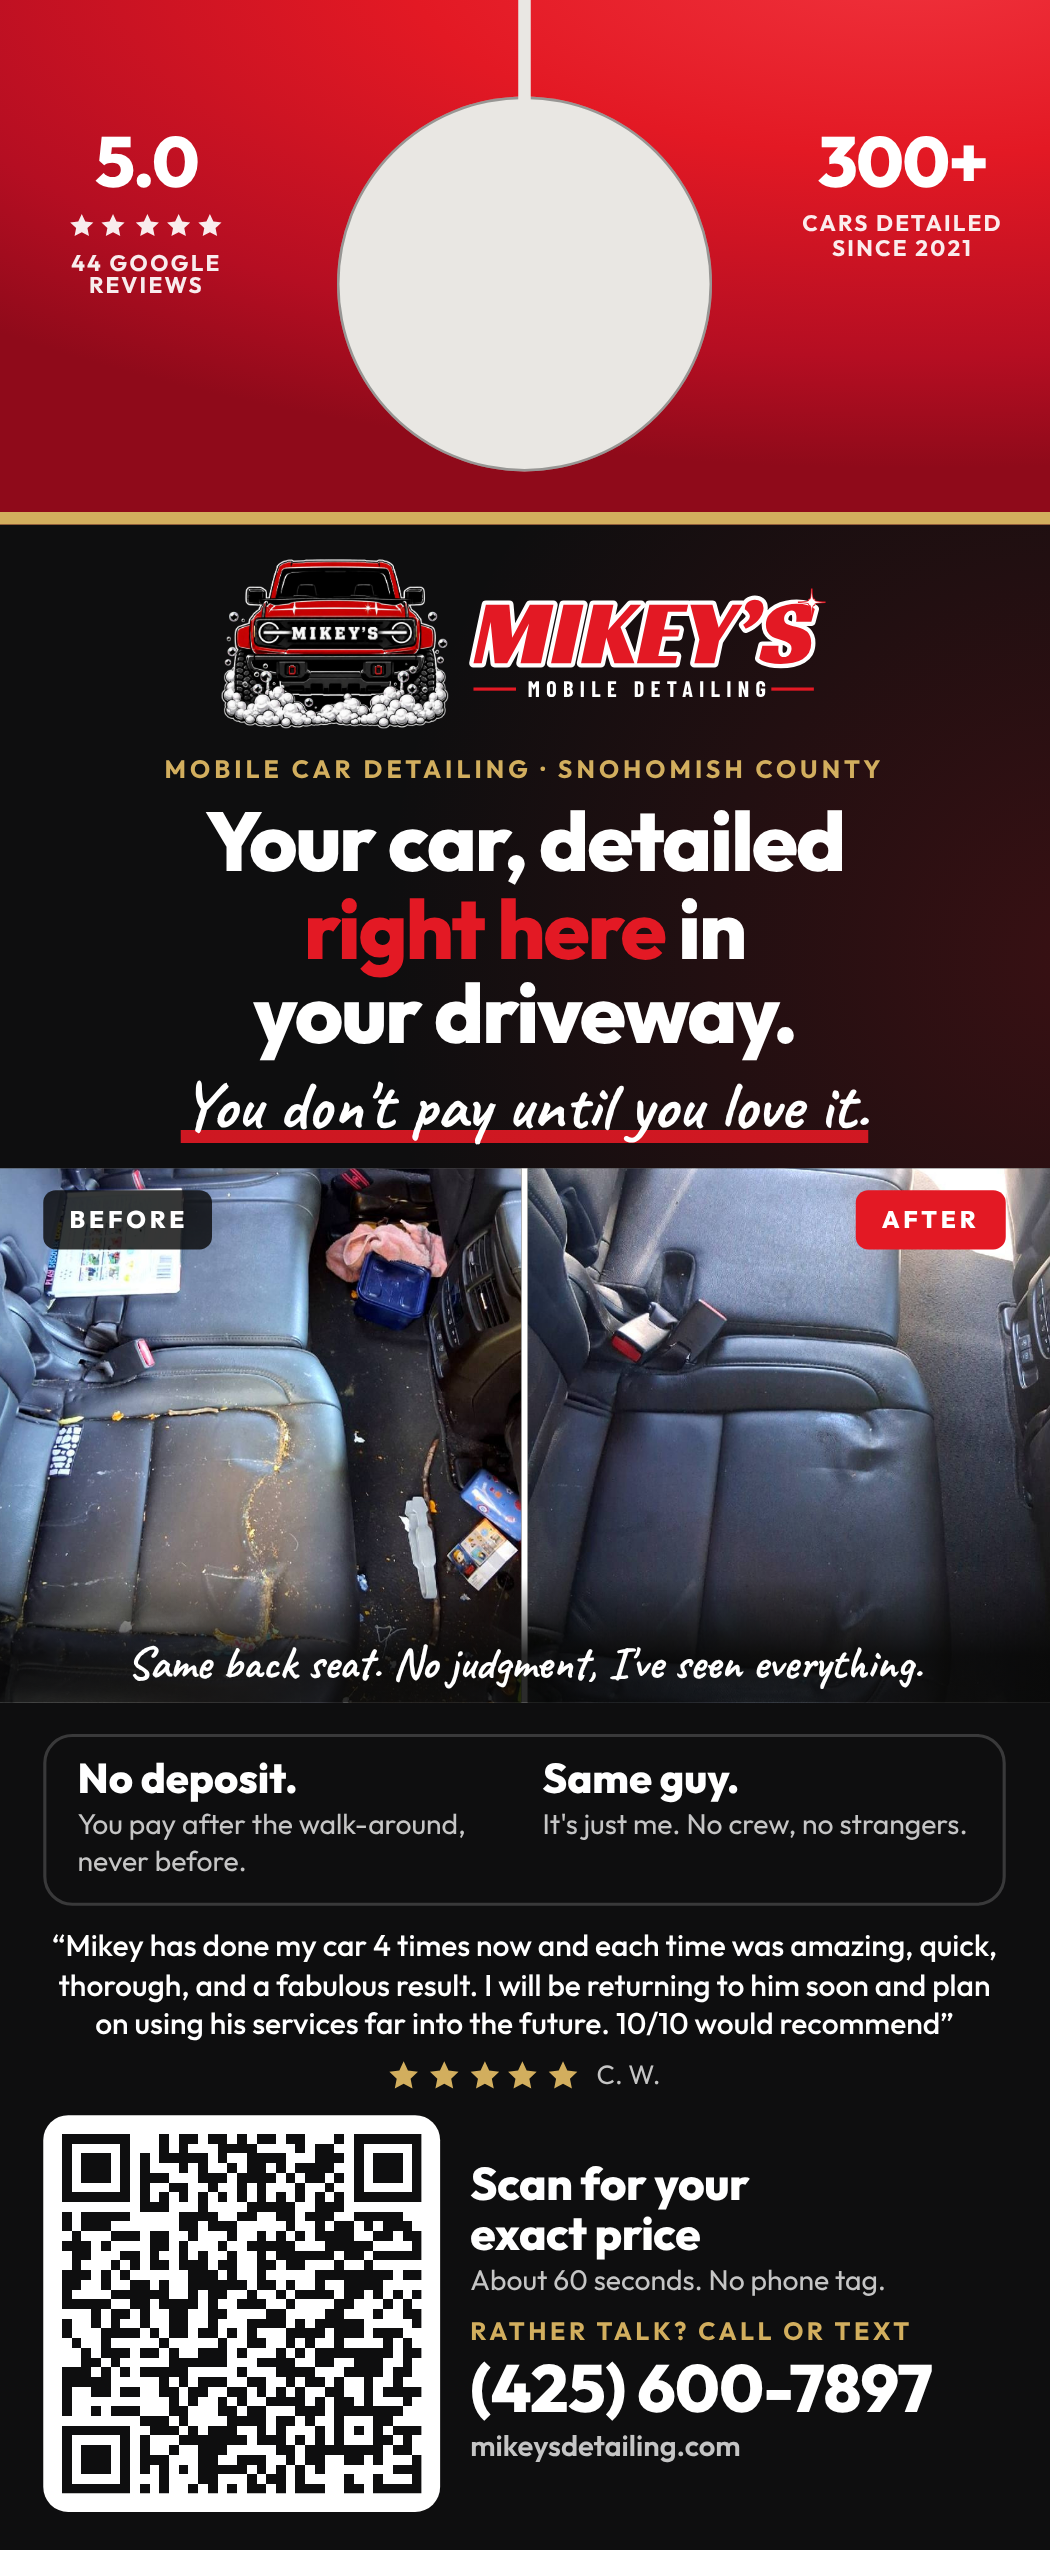 5.0
★★★★★
44 GOOGLE
REVIEWS
300+
CARS DETAILED
SINCE 2021
MIKEY'S
MIKEY'S
MOBILE DETAILING
MOBILE CAR DETAILING · SNOHOMISH COUNTY
Your car, detailed
right here in
your driveway.
You don't pay until you love it.
BEFORE
AFTER
Same back seat. No judgment, I've seen everything.
No deposit.
You pay after the walk-around,
never before.
Same guy.
It's just me. No crew, no strangers.
“Mikey has done my car 4 times now and each time was amazing, quick,
thorough, and a fabulous result. I will be returning to him soon and plan
on using his services far into the future. 10/10 would recommend”
★★★★★ C. W.
Scan for your
exact price
About 60 seconds. No phone tag.
RATHER TALK? CALL OR TEXT
(425) 600-7897
mikeysdetailing.com